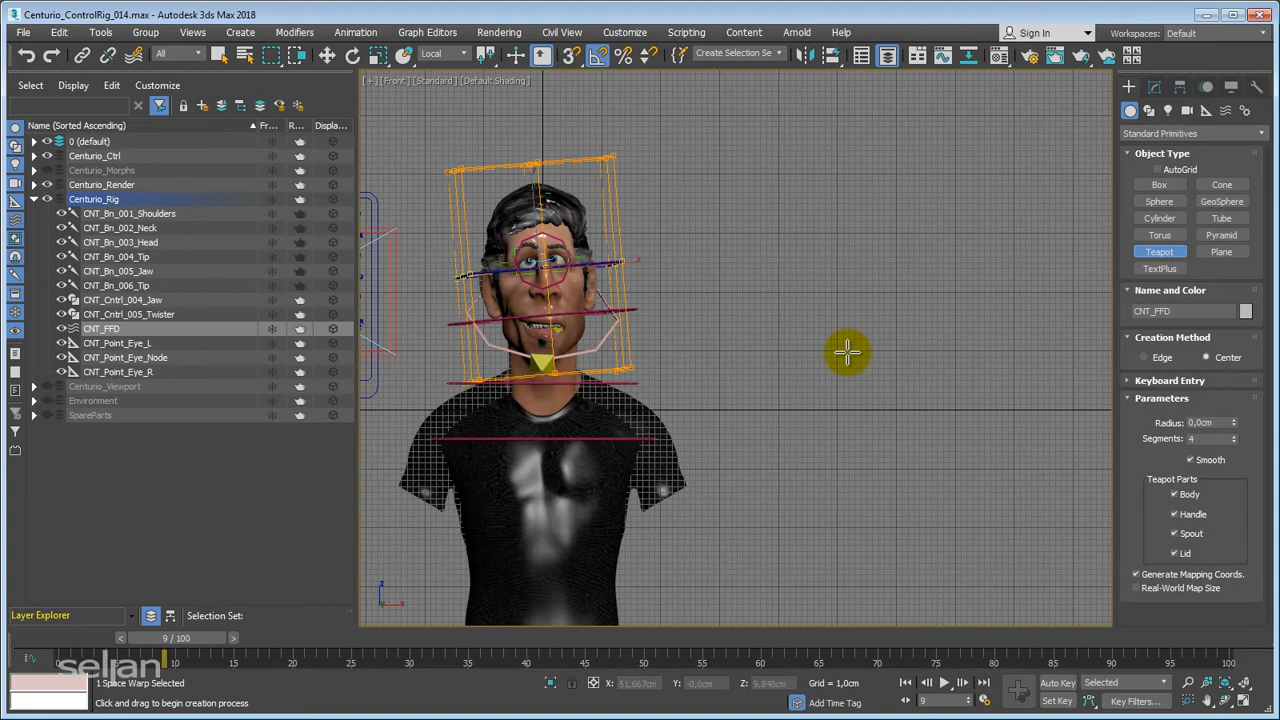 Centurio_ControlRig_014.max - Autodesk 3ds Max 2018
File Edit Tools Group Views Create Modifiers Animation Graph Editors Rendering Civil View Customize Scripting Content Arnold Help
Sign In
Workspaces: Default
All
Local
Create Selection Se
Select Display Edit Customize
[+] [Front] [Standard] [Default Shading]
Name (Sorted Ascending) Fr... R... Displa...
0 (default)
Centurio_Ctrl
Centurio_Morphs
Centurio_Render
Centurio_Rig
CNT_Bn_001_Shoulders
CNT_Bn_002_Neck
CNT_Bn_003_Head
CNT_Bn_004_Tip
CNT_Bn_005_Jaw
CNT_Bn_006_Tip
CNT_Cntrl_004_Jaw
CNT_Cntrl_005_Twister
CNT_FFD
CNT_Point_Eye_L
CNT_Point_Eye_Node
CNT_Point_Eye_R
Centurio_Viewport
Environment
SpareParts
x
z
x
Standard Primitives
Object Type
AutoGrid
Box Cone
Sphere GeoSphere
Cylinder Tube
Torus Pyramid
Teapot Plane
TextPlus
Name and Color
CNT_FFD
Creation Method
Edge Center
Keyboard Entry
Parameters
Radius: 0,0cm
Segments: 4
Smooth
Teapot Parts
Body
Handle
Spout
Lid
Generate Mapping Coords.
Real-World Map Size
Layer Explorer
Selection Set:
< 9 / 100 >
0 5 10 15 20 25 30 35 40 45 50 55 60 65 70 75 80 85 90 95 100
seljan
1 Space Warp Selected
Click and drag to begin creation process
X: 51,667cm Y: -0,0cm Z: 9,848cm Grid = 1,0cm
Add Time Tag
9
Auto Key Selected
Set Key Key Filters...